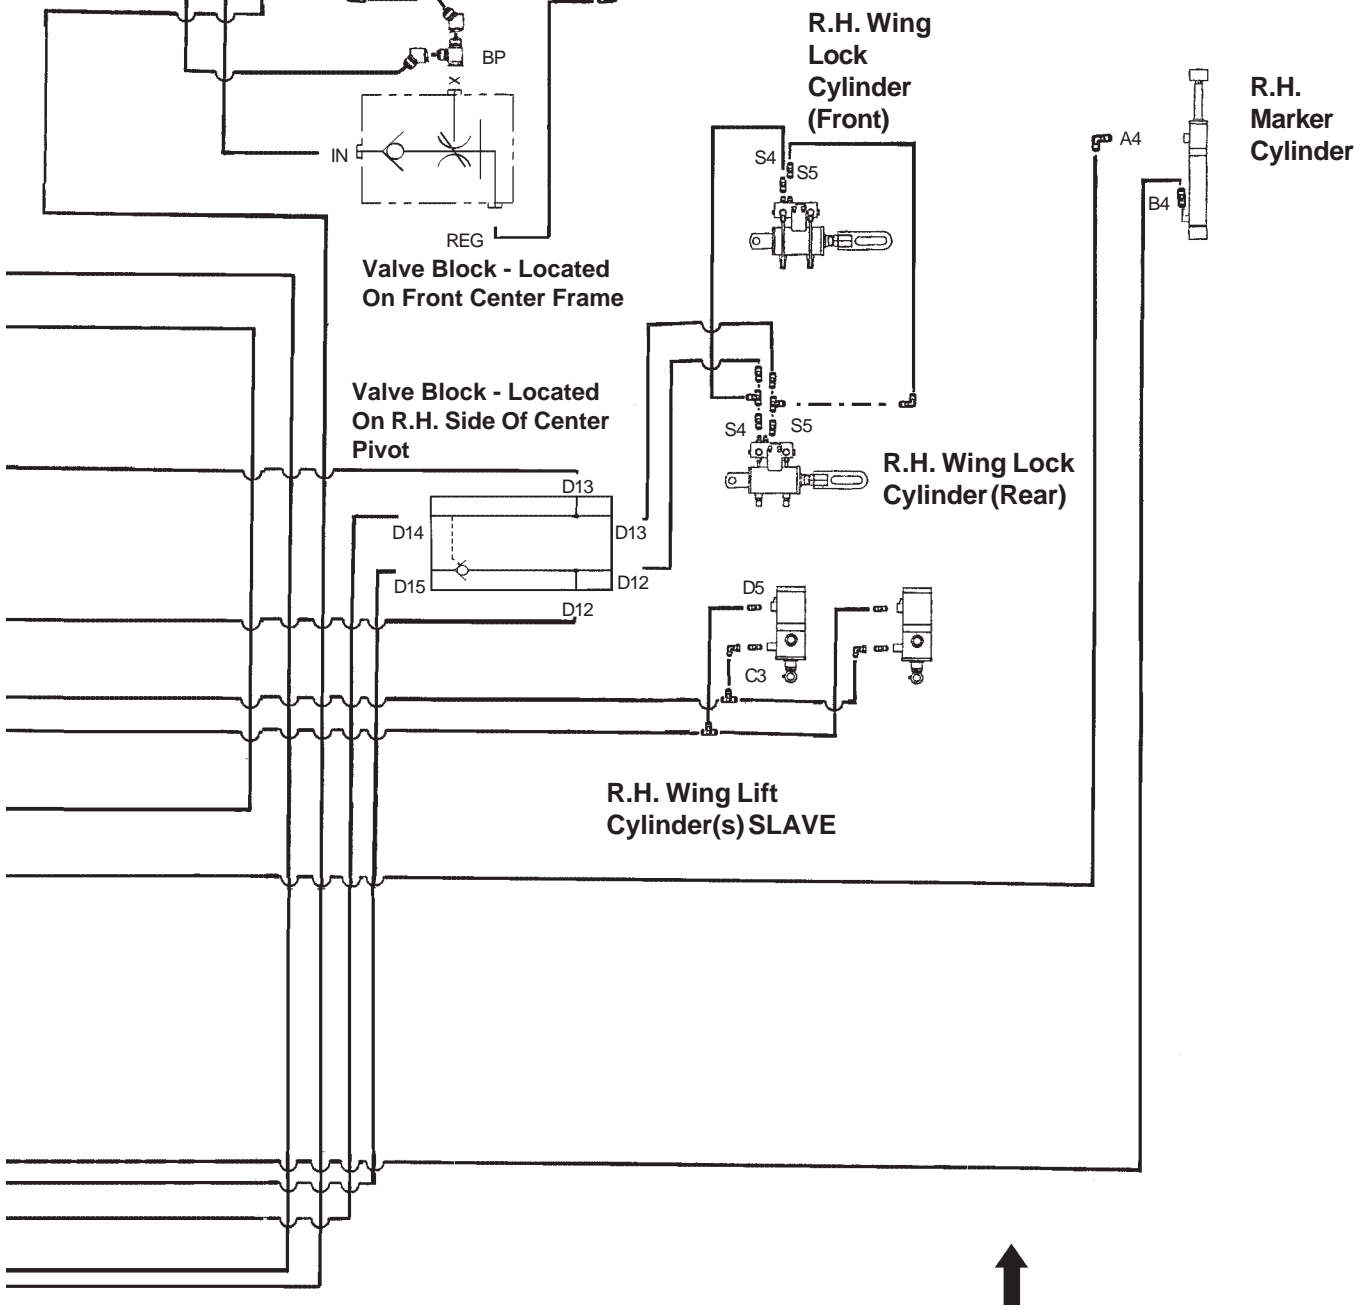 R.H. Wing
Lock
Cylinder
(Front)
BP
X
IN
REG
Valve Block - Located
On Front Center Frame
S4
S5
A4
R.H.
Marker
Cylinder
B4
Valve Block - Located
On R.H. Side Of Center
Pivot
S4
S5
R.H. Wing Lock
Cylinder (Rear)
D13
D14
D13
D15
D12
D12
D5
C3
R.H. Wing Lift
Cylinder(s) SLAVE